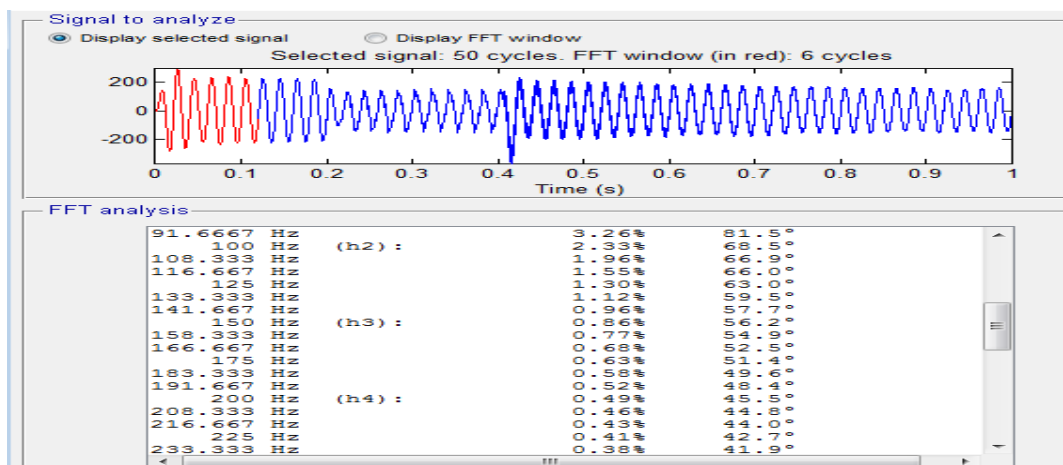 Signal to analyze
Display selected signal Display FFT window
Selected signal: 50 cycles. FFT window (in red): 6 cycles
200
0
-200
0 0.1 0.2 0.3 0.4 0.5 0.6 0.7 0.8 0.9 1
Time (s)
FFT analysis
91.6667 Hz 3.26% 81.5°
100 Hz (h2): 2.33% 68.5°
108.333 Hz 1.96% 66.9°
116.667 Hz 1.55% 66.0°
125 Hz 1.30% 63.0°
133.333 Hz 1.12% 59.5°
141.667 Hz 0.96% 57.7°
150 Hz (h3): 0.86% 56.2°
158.333 Hz 0.77% 54.9°
166.667 Hz 0.68% 52.5°
175 Hz 0.63% 51.4°
183.333 Hz 0.58% 49.6°
191.667 Hz 0.52% 48.4°
200 Hz (h4): 0.49% 45.5°
208.333 Hz 0.46% 44.8°
216.667 Hz 0.43% 44.0°
225 Hz 0.41% 42.7°
233.333 Hz 0.38% 41.9°